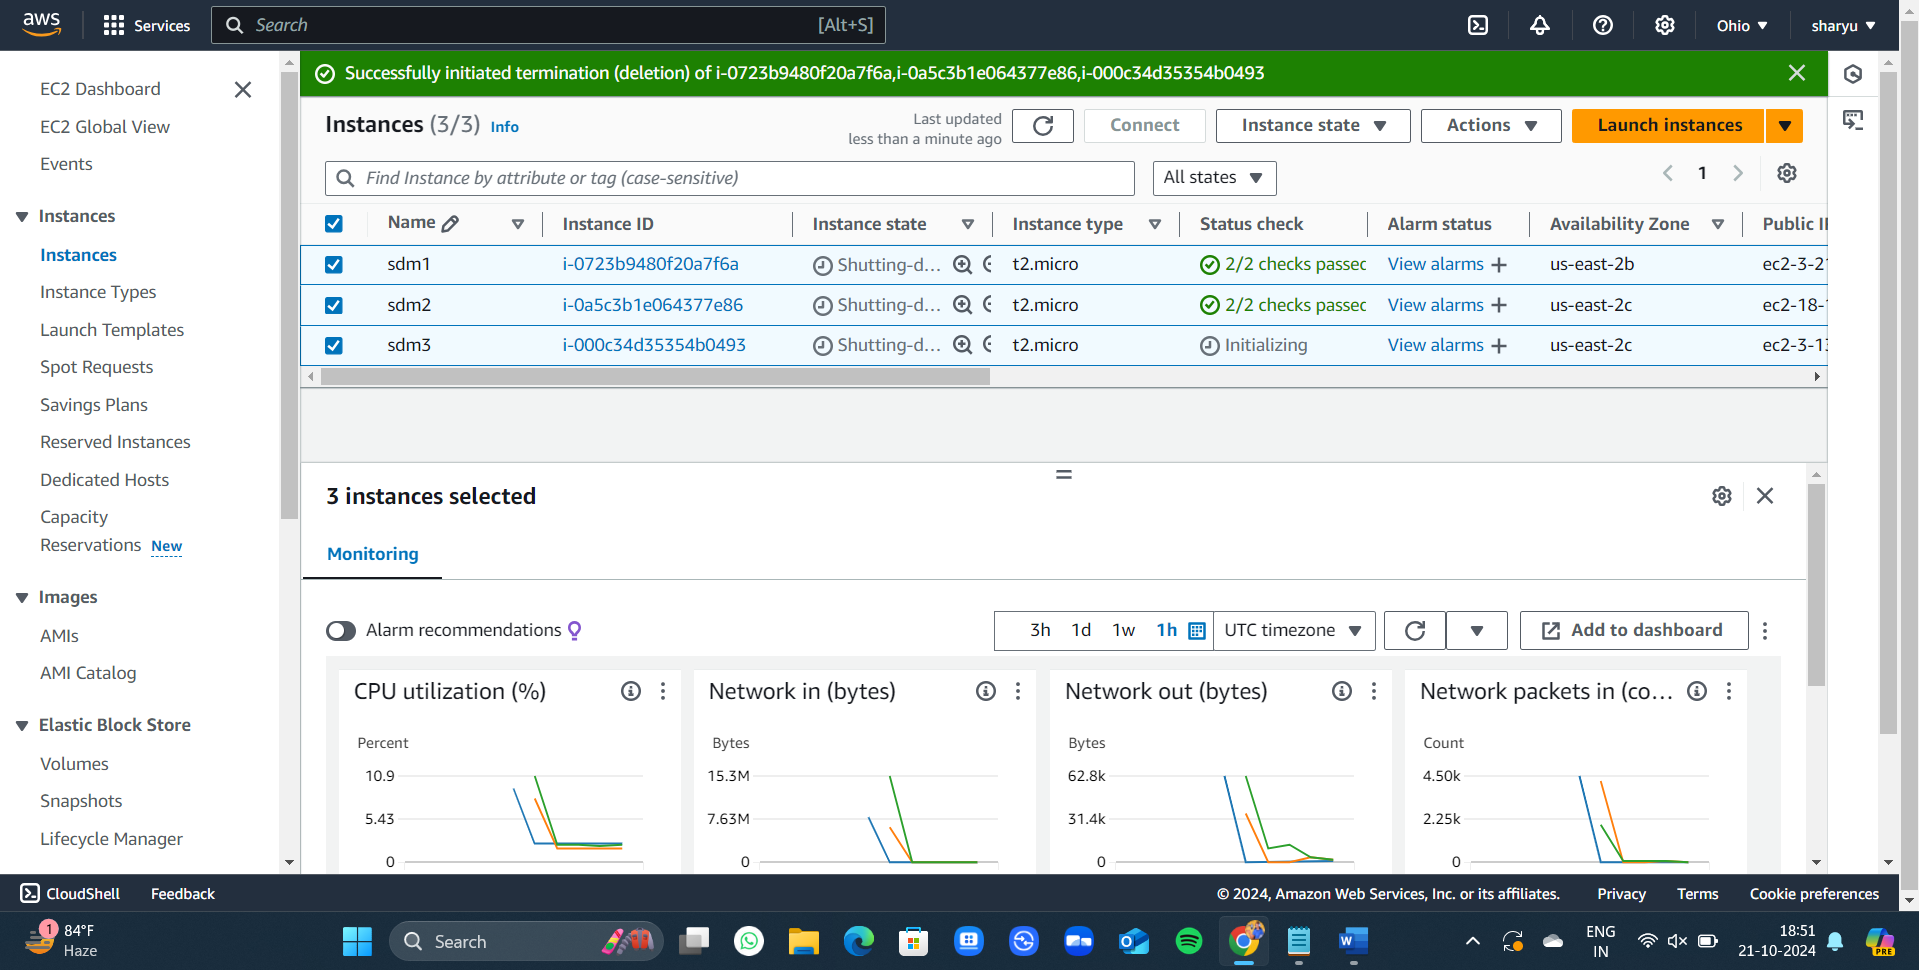 aws Services Search [Alt+S] Ohio sharyu
Successfully initiated termination (deletion) of i-0723b9480f20a7f6a,i-0a5c3b1e064377e86,i-000c34d35354b0493
EC2 Dashboard
EC2 Global View
Events
Instances
Instances
Instance Types
Launch Templates
Spot Requests
Savings Plans
Reserved Instances
Dedicated Hosts
Capacity
Reservations New
Images
AMIs
AMI Catalog
Elastic Block Store
Volumes
Snapshots
Lifecycle Manager
Instances (3/3) Info
Last updated
less than a minute ago
Connect Instance state Actions Launch instances
Find Instance by attribute or tag (case-sensitive) All states 1
Name Instance ID Instance state Instance type Status check Alarm status Availability Zone Public I
sdm1 i-0723b9480f20a7f6a Shutting-d... t2.micro 2/2 checks passec View alarms us-east-2b ec2-3-2
sdm2 i-0a5c3b1e064377e86 Shutting-d... t2.micro 2/2 checks passec View alarms us-east-2c ec2-18-
sdm3 i-000c34d35354b0493 Shutting-d... t2.micro Initializing View alarms us-east-2c ec2-3-1
3 instances selected
Monitoring
Alarm recommendations 3h 1d 1w 1h UTC timezone Add to dashboard
CPU utilization (%)
Percent
10.9
5.43
0
Network in (bytes)
Bytes
15.3M
7.63M
0
Network out (bytes)
Bytes
62.8k
31.4k
0
Network packets in (co...
Count
4.50k
2.25k
0
CloudShell Feedback © 2024, Amazon Web Services, Inc. or its affiliates. Privacy Terms Cookie preferences
1
84°F
Haze
Search
ENG
IN
18:51
21-10-2024
PRE